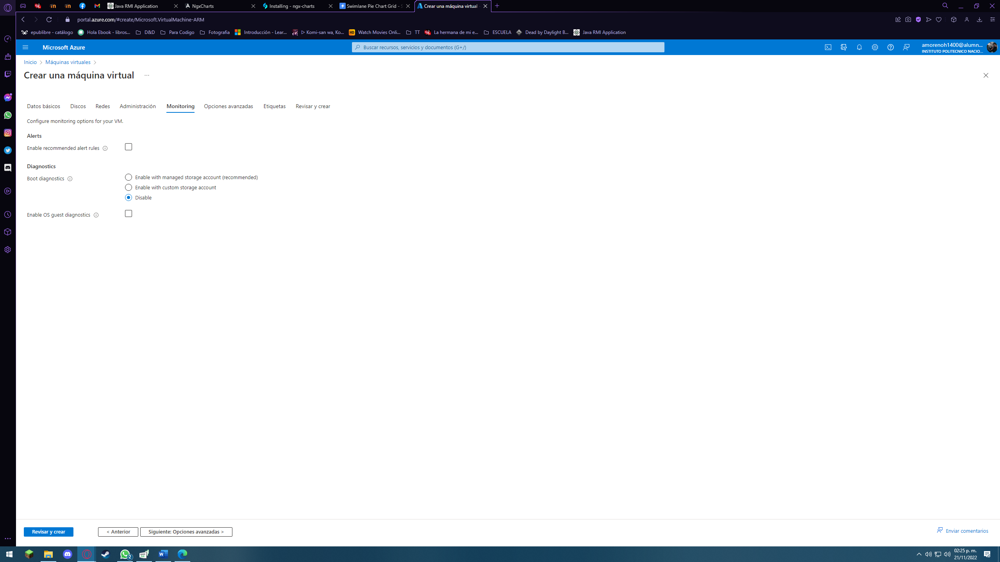 Java RMI Application
NgxCharts
Installing - ngx-charts
Swimlane Pie Chart Grid - S
Crear una máquina virtual -
portal.azure.com/#create/Microsoft.VirtualMachine-ARM
epublibre - catálogo
Hola Ebook - libros...
D&D
Para Codigo
Fotografia
Introducción - Lear...
▷ Komi-san wa, Ko...
HD
Watch Movies Onli...
TT
La hermana de mi e...
ESCUELA
Dead by Daylight B...
Java RMI Application
Microsoft Azure
Buscar recursos, servicios y documentos (G+/)
amorenoh1400@alumn...
INSTITUTO POLITECNICO NACIO...
Inicio > Máquinas virtuales >
Crear una máquina virtual ...
Datos básicos
Discos
Redes
Administración
Monitoring
Opciones avanzadas
Etiquetas
Revisar y crear
Configure monitoring options for your VM.
Alerts
Enable recommended alert rules
Diagnostics
Boot diagnostics
Enable with managed storage account (recommended)
Enable with custom storage account
Disable
Enable OS guest diagnostics
Revisar y crear
< Anterior
Siguiente: Opciones avanzadas >
Enviar comentarios
2
W
02:25 p. m.
21/11/2022